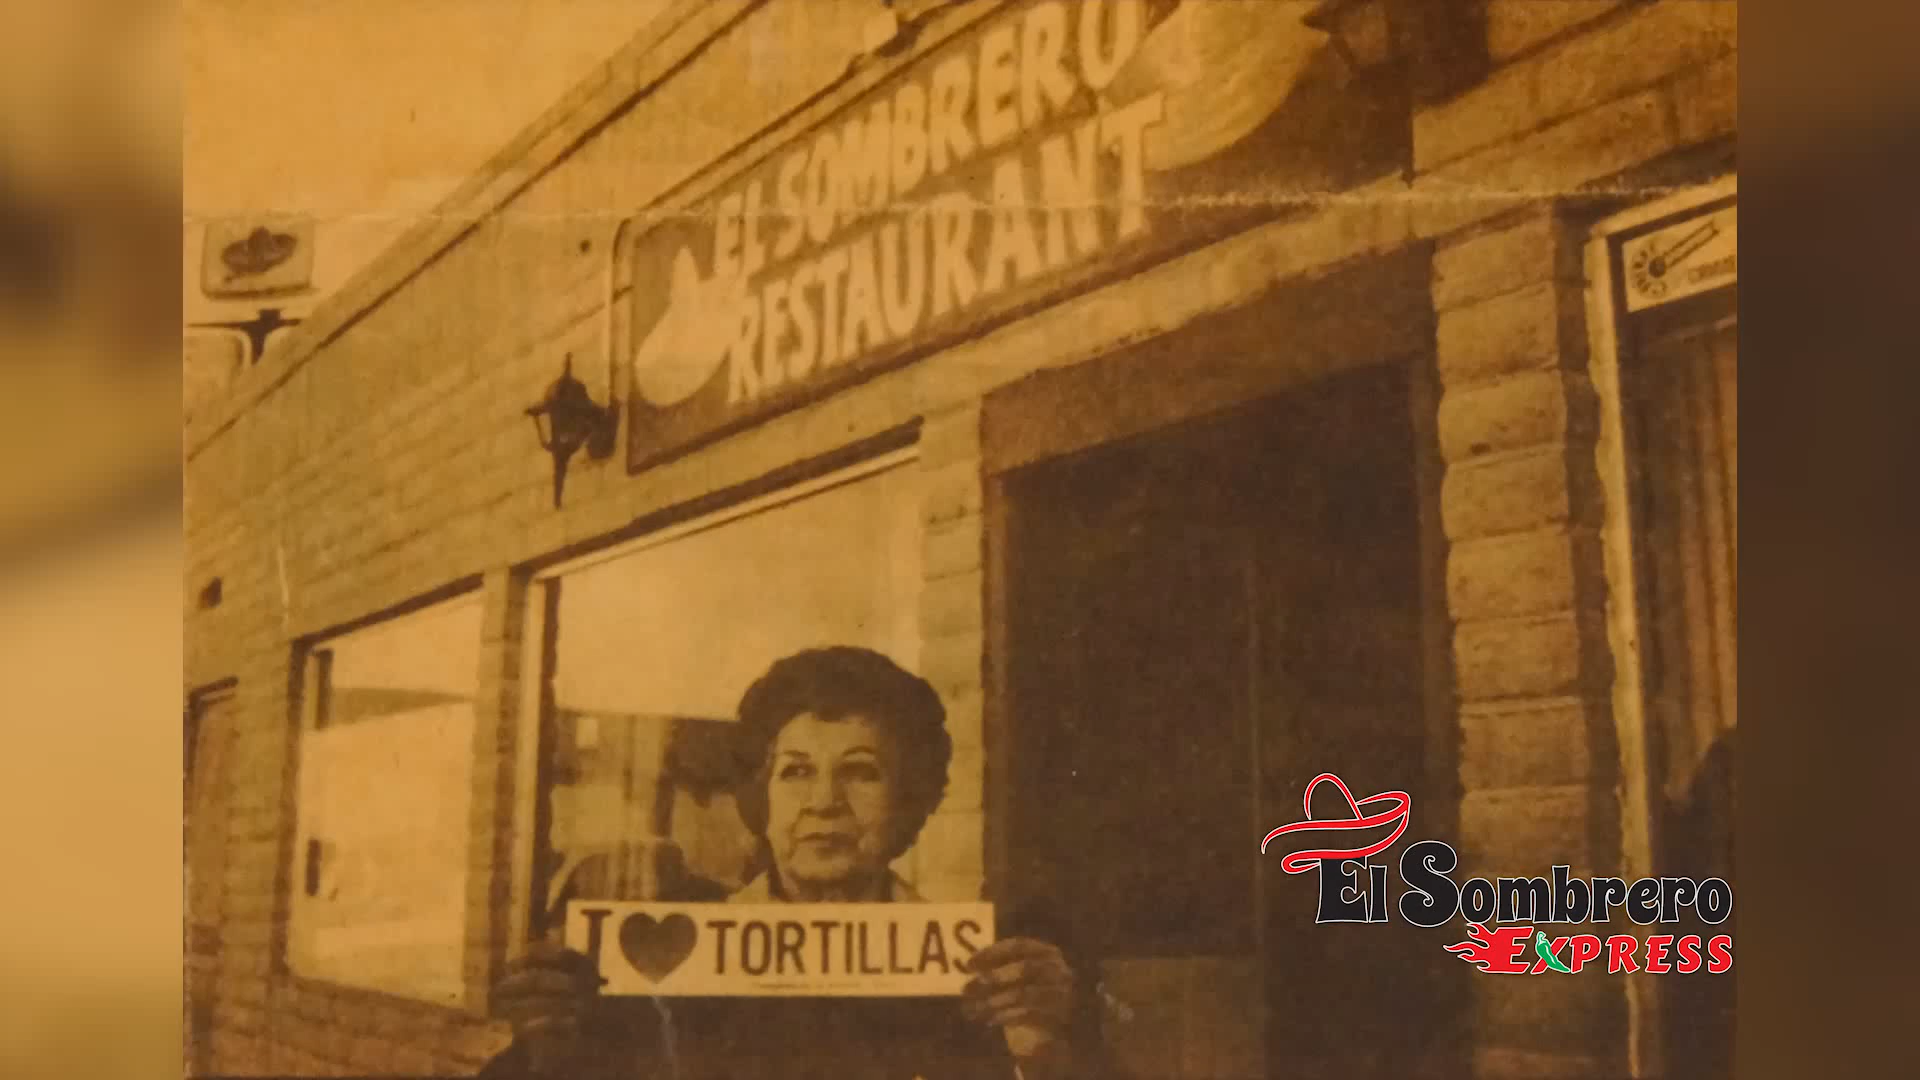 EL SOMBRERO
RESTAURANT
I ♥ TORTILLAS
El Sombrero
EXPRESS